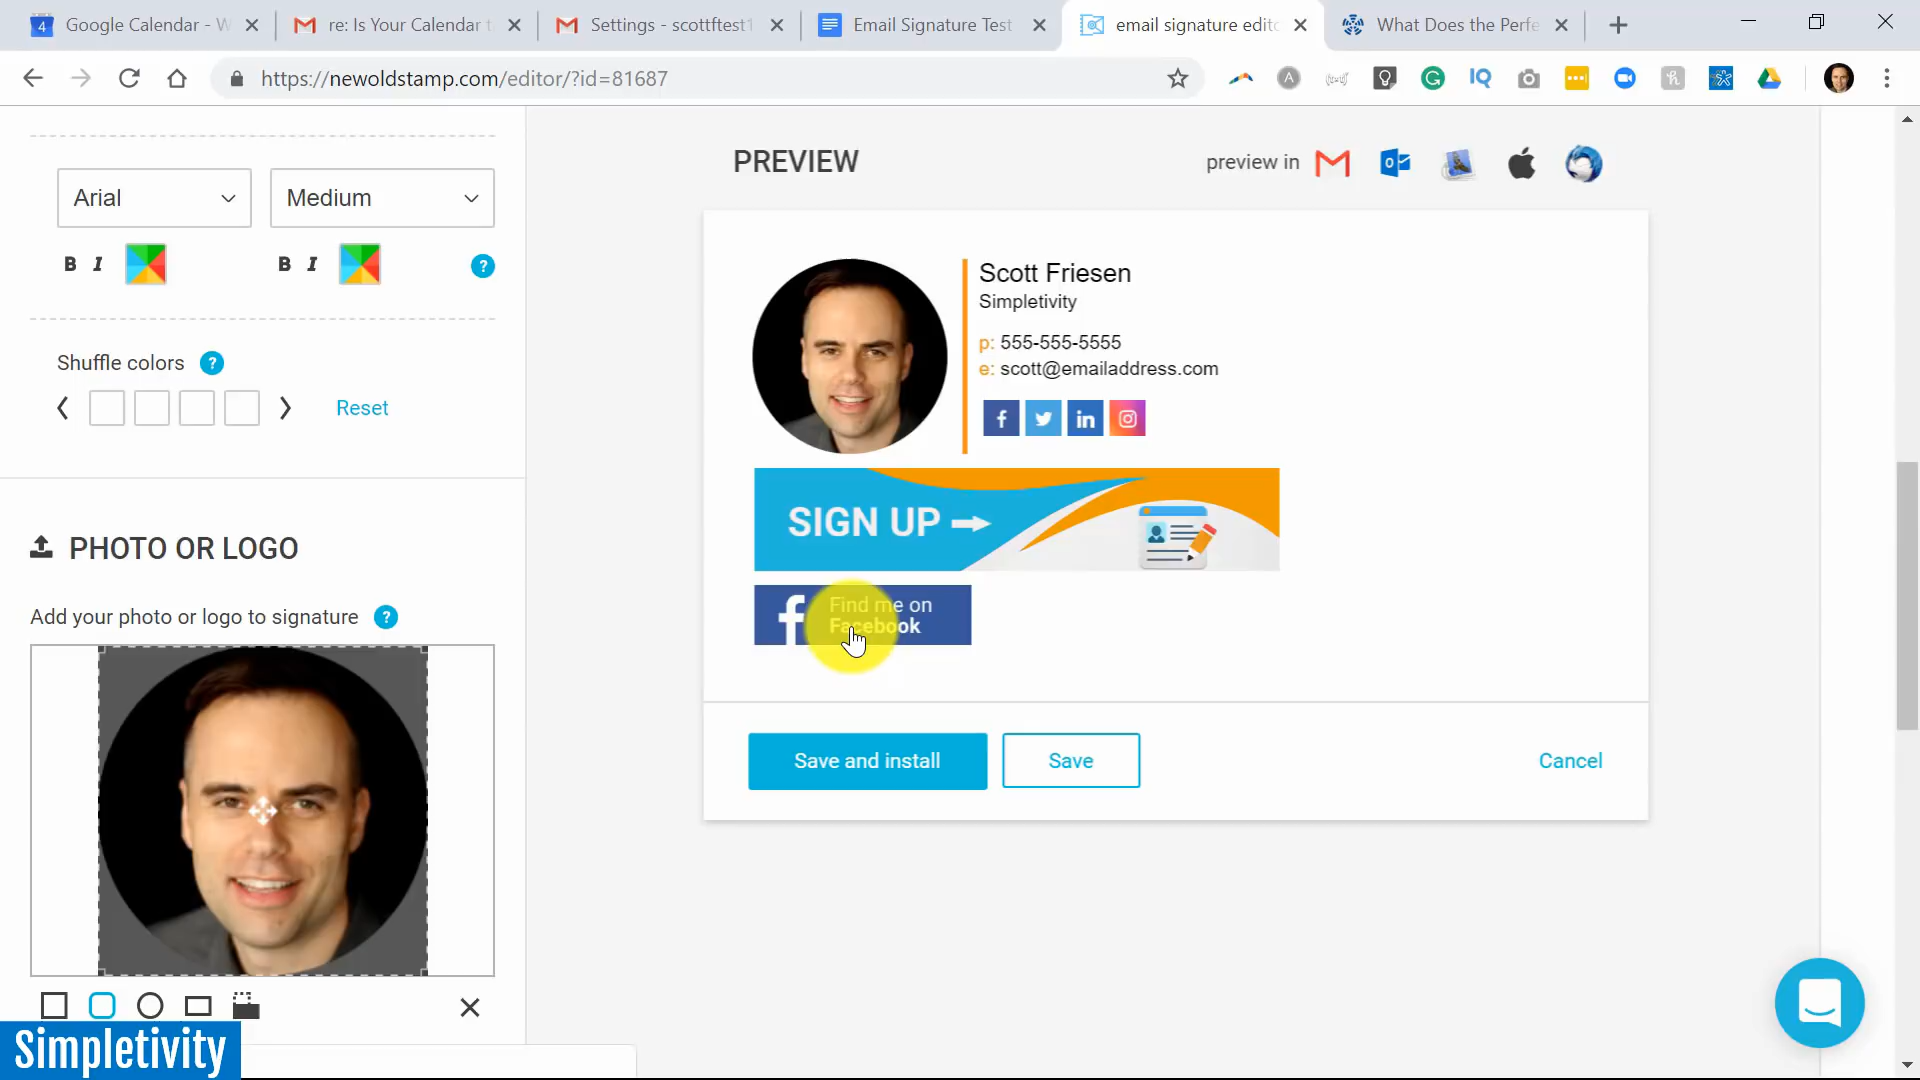 Google Calendar - W
re: Is Your Calendar t
Settings - scottftest1
Email Signature Test
email signature edito
What Does the Perfe
https://newoldstamp.com/editor/?id=81687
Arial
Medium
B I
B I
?
Shuffle colors ?
Reset
PHOTO OR LOGO
Add your photo or logo to signature ?
PREVIEW
preview in
Scott Friesen
Simpletivity
p: 555-555-5555
e: scott@emailaddress.com
SIGN UP
Find me on
Facebook
Save and install
Save
Cancel
Simpletivity